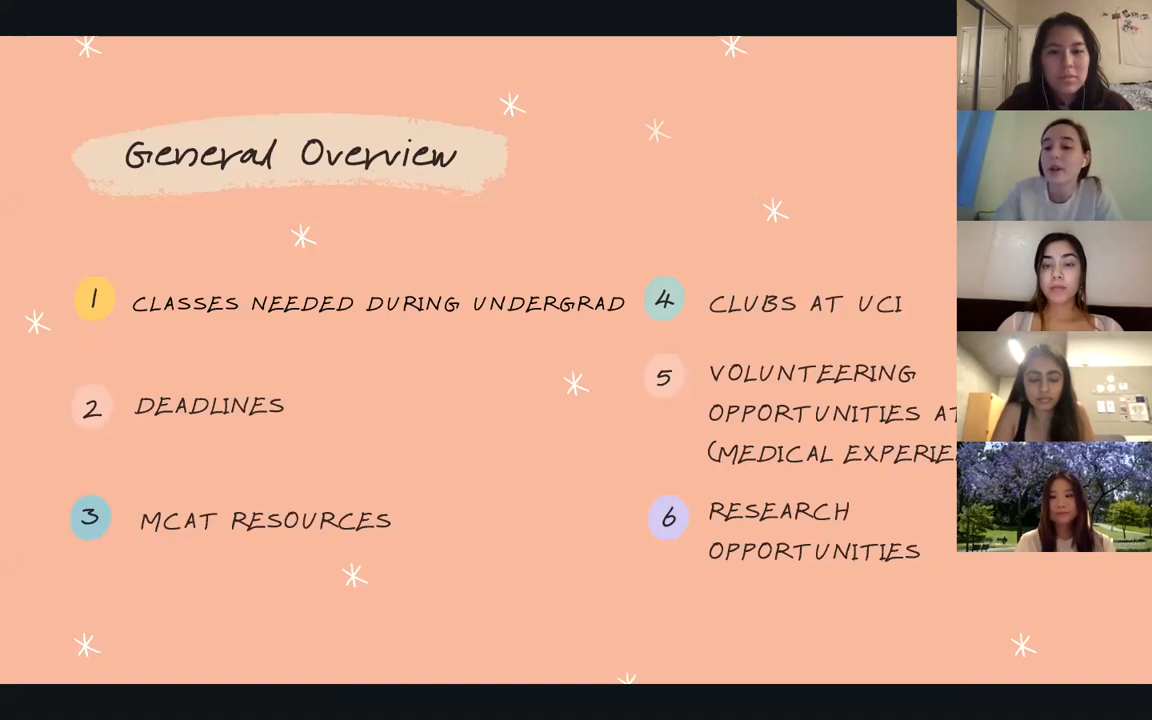 General Overview
1 CLASSES NEEDED DURING UNDERGRAD
2 DEADLINES
3 MCAT RESOURCES
4 CLUBS AT UCI
5 VOLUNTEERING
OPPORTUNITIES
(MEDICAL
6 RESEARCH
OPPORTUNITIES